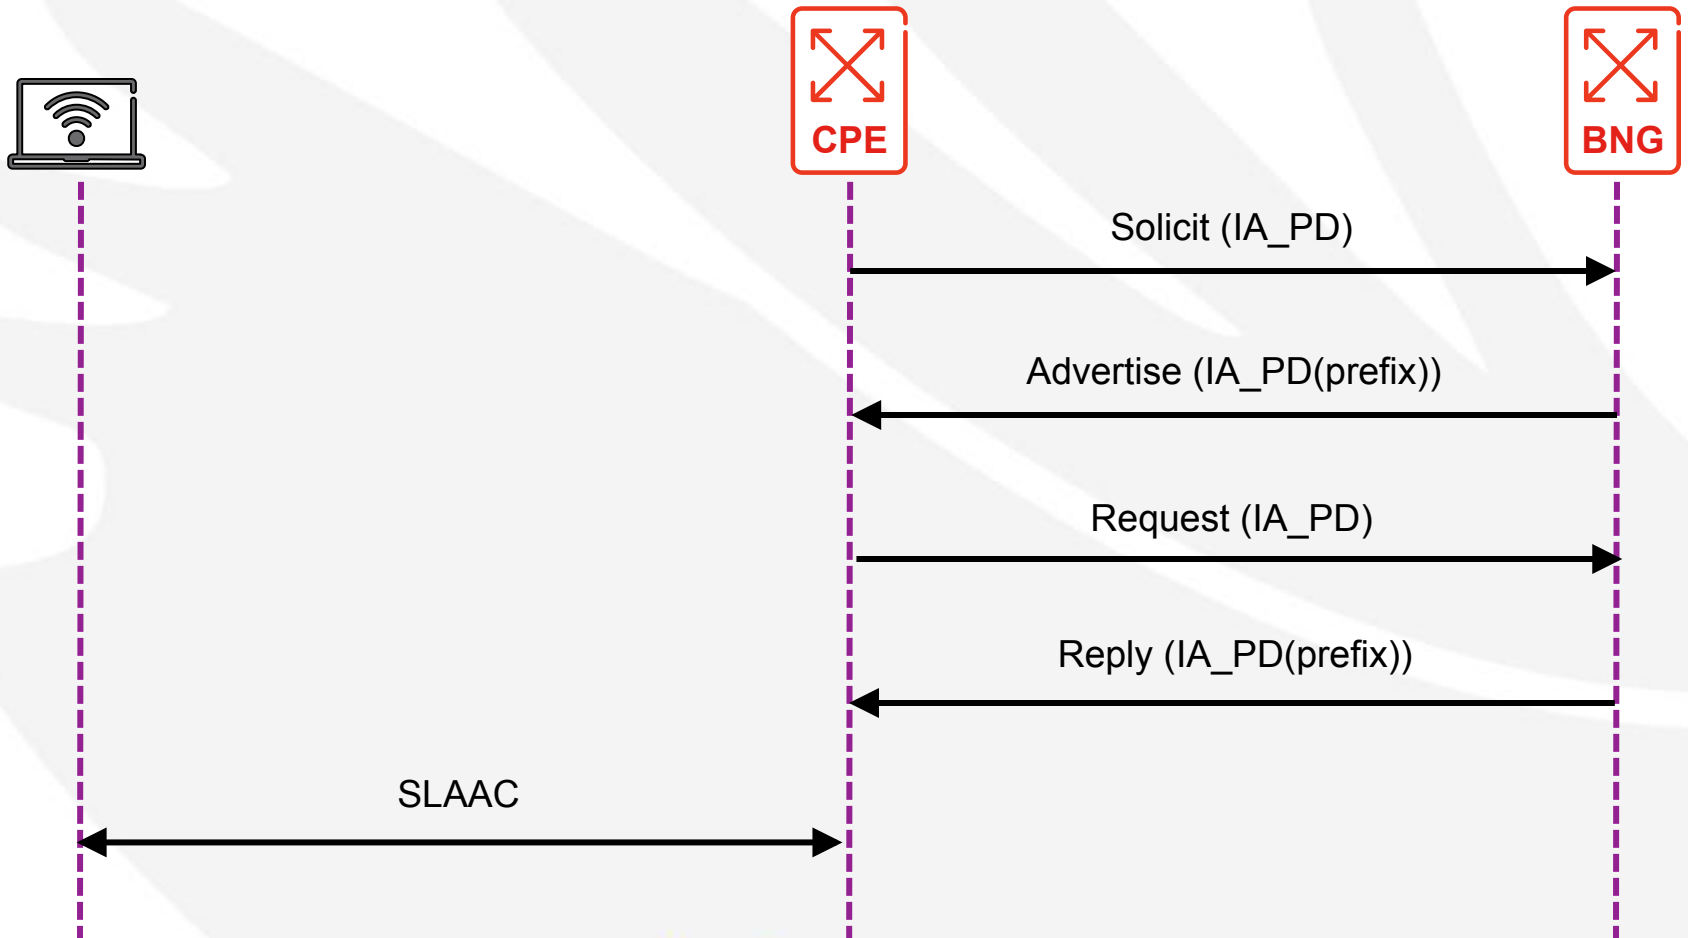 CPE
BNG
Solicit (IA_PD)
Advertise (IA_PD(prefix))
Request (IA_PD)
Reply (IA_PD(prefix))
SLAAC